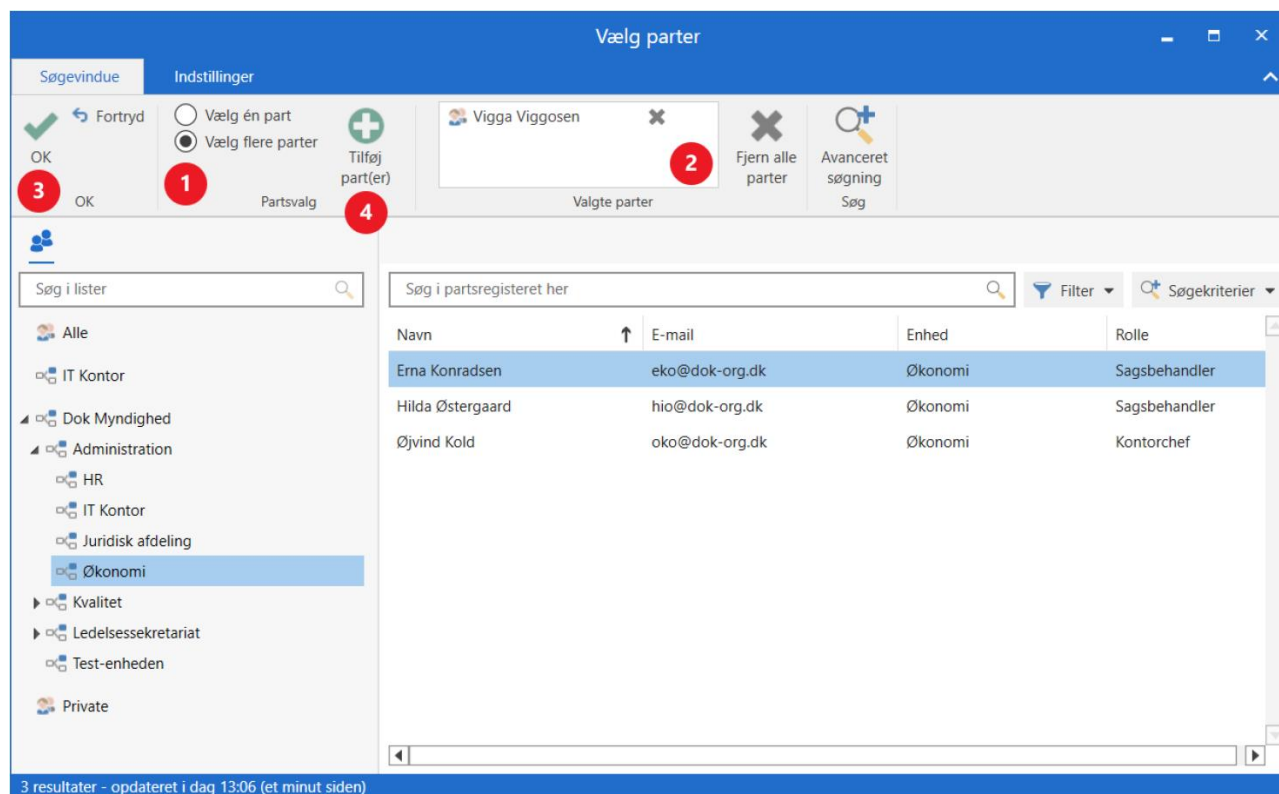 Vælg parter
Søgevindue Indstillinger
OK Fortryd
3
OK
Vælg én part
Vælg flere parter
1
Tilføj
part(er)
Partsvalg
4
Vigga Viggosen
2
Valgte parter
Fjern alle
parter
Avanceret
søgning
Søg
Søg i lister
Alle
IT Kontor
Dok Myndighed
Administration
HR
IT Kontor
Juridisk afdeling
Økonomi
Kvalitet
Ledelsessekretariat
Test-enheden
Private
Søg i partsregisteret her Filter Søgekriterier
Navn E-mail Enhed Rolle
Erna Konradsen eko@dok-org.dk Økonomi Sagsbehandler
Hilda Østergaard hio@dok-org.dk Økonomi Sagsbehandler
Øjvind Kold oko@dok-org.dk Økonomi Kontorchef
3 resultater - opdateret i dag 13:06 (et minut siden)